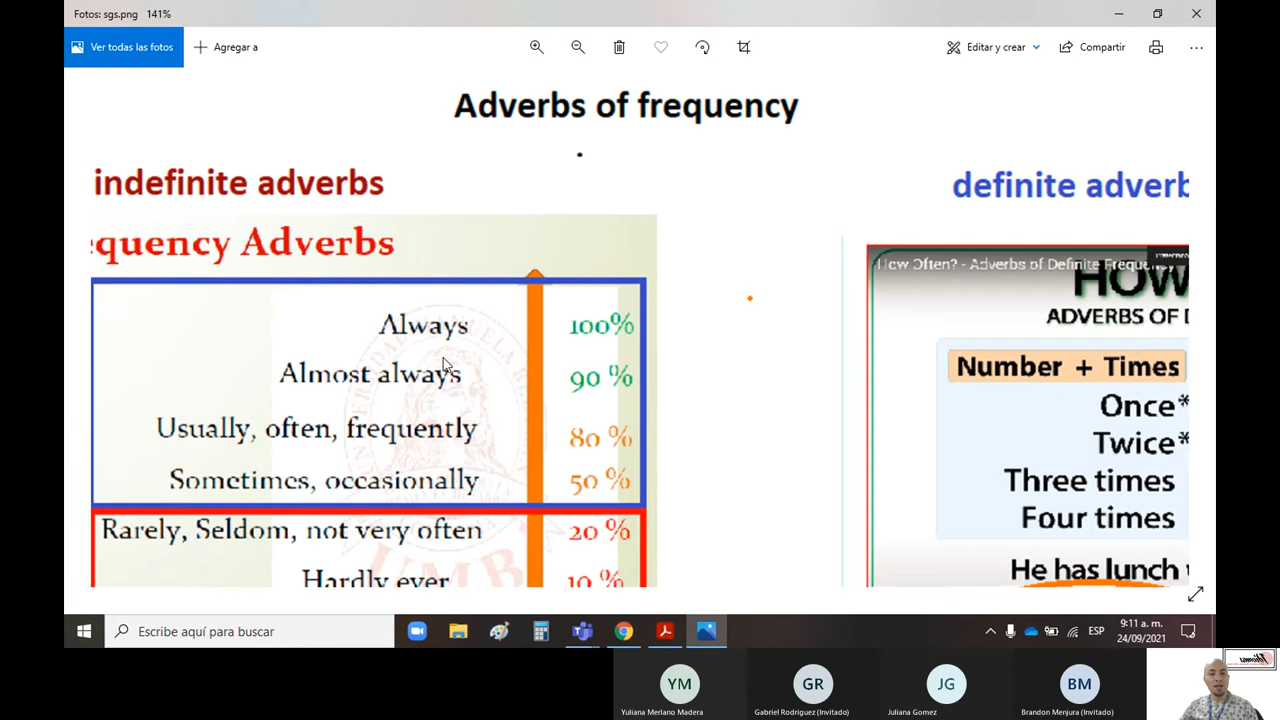 Fotos: sgs.png 141%
Ver todas las fotos
Agregar a
Editar y crear
Compartir
Adverbs of frequency
indefinite adverbs
definite adverb
equency Adverbs
Always 100%
Almost always 90 %
Usually, often, frequently 80 %
Sometimes, occasionally 50 %
Rarely, Seldom, not very often 20 %
Hardly ever 10 %
How Often? - Adverbs of Definite Frequency
HOW
ADVERBS OF D
Number + Times
Once*
Twice*
Three times
Four times
He has lunch
Escribe aquí para buscar
ESP
9:11 a. m.
24/09/2021
YM
GR
JG
BM
Yuliana Merlano Madera
Gabriel Rodriguez (Invitado)
Juliana Gomez
Brandon Menjura (Invitado)